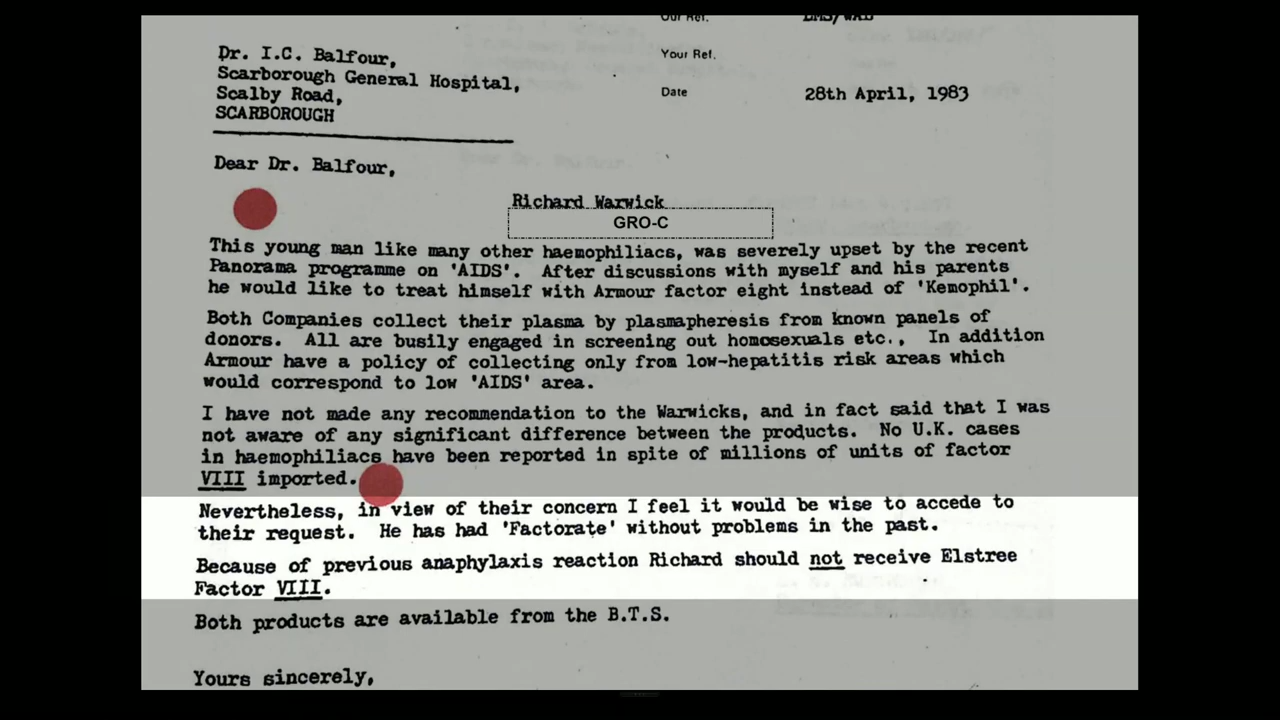 Our Ref.
LMS/WAB
Dr. I.C. Balfour,
Scarborough General Hospital,
Scalby Road,
SCARBOROUGH
Your Ref.
Date
28th April, 1983
Dear Dr. Balfour,
Richard Warwick
GRO-C
This young man like many other haemophiliacs, was severely upset by the recent
Panorama programme on 'AIDS'. After discussions with myself and his parents
he would like to treat himself with Armour factor eight instead of 'Kemophil'.
Both Companies collect their plasma by plasmapheresis from known panels of
donors. All are busily engaged in screening out homosexuals etc., In addition
Armour have a policy of collecting only from low-hepatitis risk areas which
would correspond to low 'AIDS' area.
I have not made any recommendation to the Warwicks, and in fact said that I was
not aware of any significant difference between the products. No U.K. cases
in haemophiliacs have been reported in spite of millions of units of factor
VIII imported.
Nevertheless, in view of their concern I feel it would be wise to accede to
their request. He has had 'Factorate' without problems in the past.
Because of previous anaphylaxis reaction Richard should not receive Elstree
Factor VIII.
Both products are available from the B.T.S.
Yours sincerely,